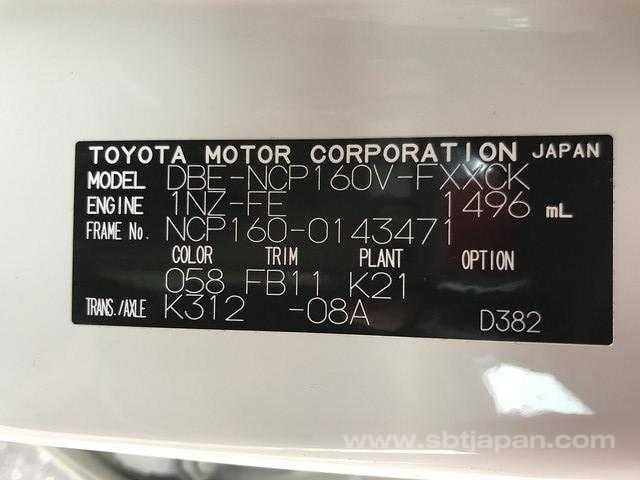 TOYOTA MOTOR CORPORATION JAPAN
MODEL DBE-NCP160V-FXXCK
ENGINE 1NZ-FE 1496 mL
FRAME No. NCP160-0143471
COLOR TRIM PLANT OPTION
058 FB11 K21
TRANS./AXLE K312 -08A D382
www.sbtjapan.com